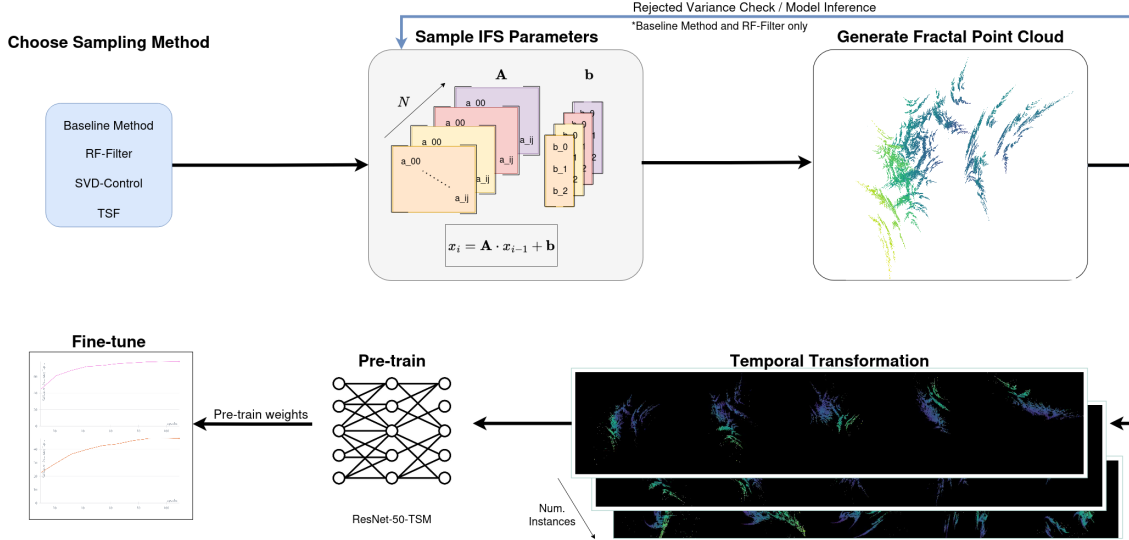 Rejected Variance Check / Model Inference
*Baseline Method and RF-Filter only
Choose Sampling Method
Sample IFS Parameters
Generate Fractal Point Cloud
Baseline Method
RF-Filter
SVD-Control
TSF
N
A
b
a_00
a_00
a_00
a_00
a_ij
a_ij
a_ij
a_ij
b_0
b_1
b_2
x_i = A · x_{i−1} + b
Fine-tune
Pre-train
Temporal Transformation
Pre-train weights
ResNet-50-TSM
Num.
Instances